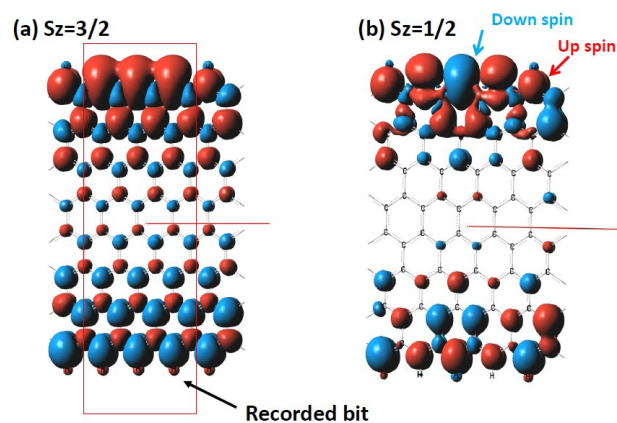 (a) Sz=3/2
(b) Sz=1/2
Down spin
Up spin
H
H
Recorded bit